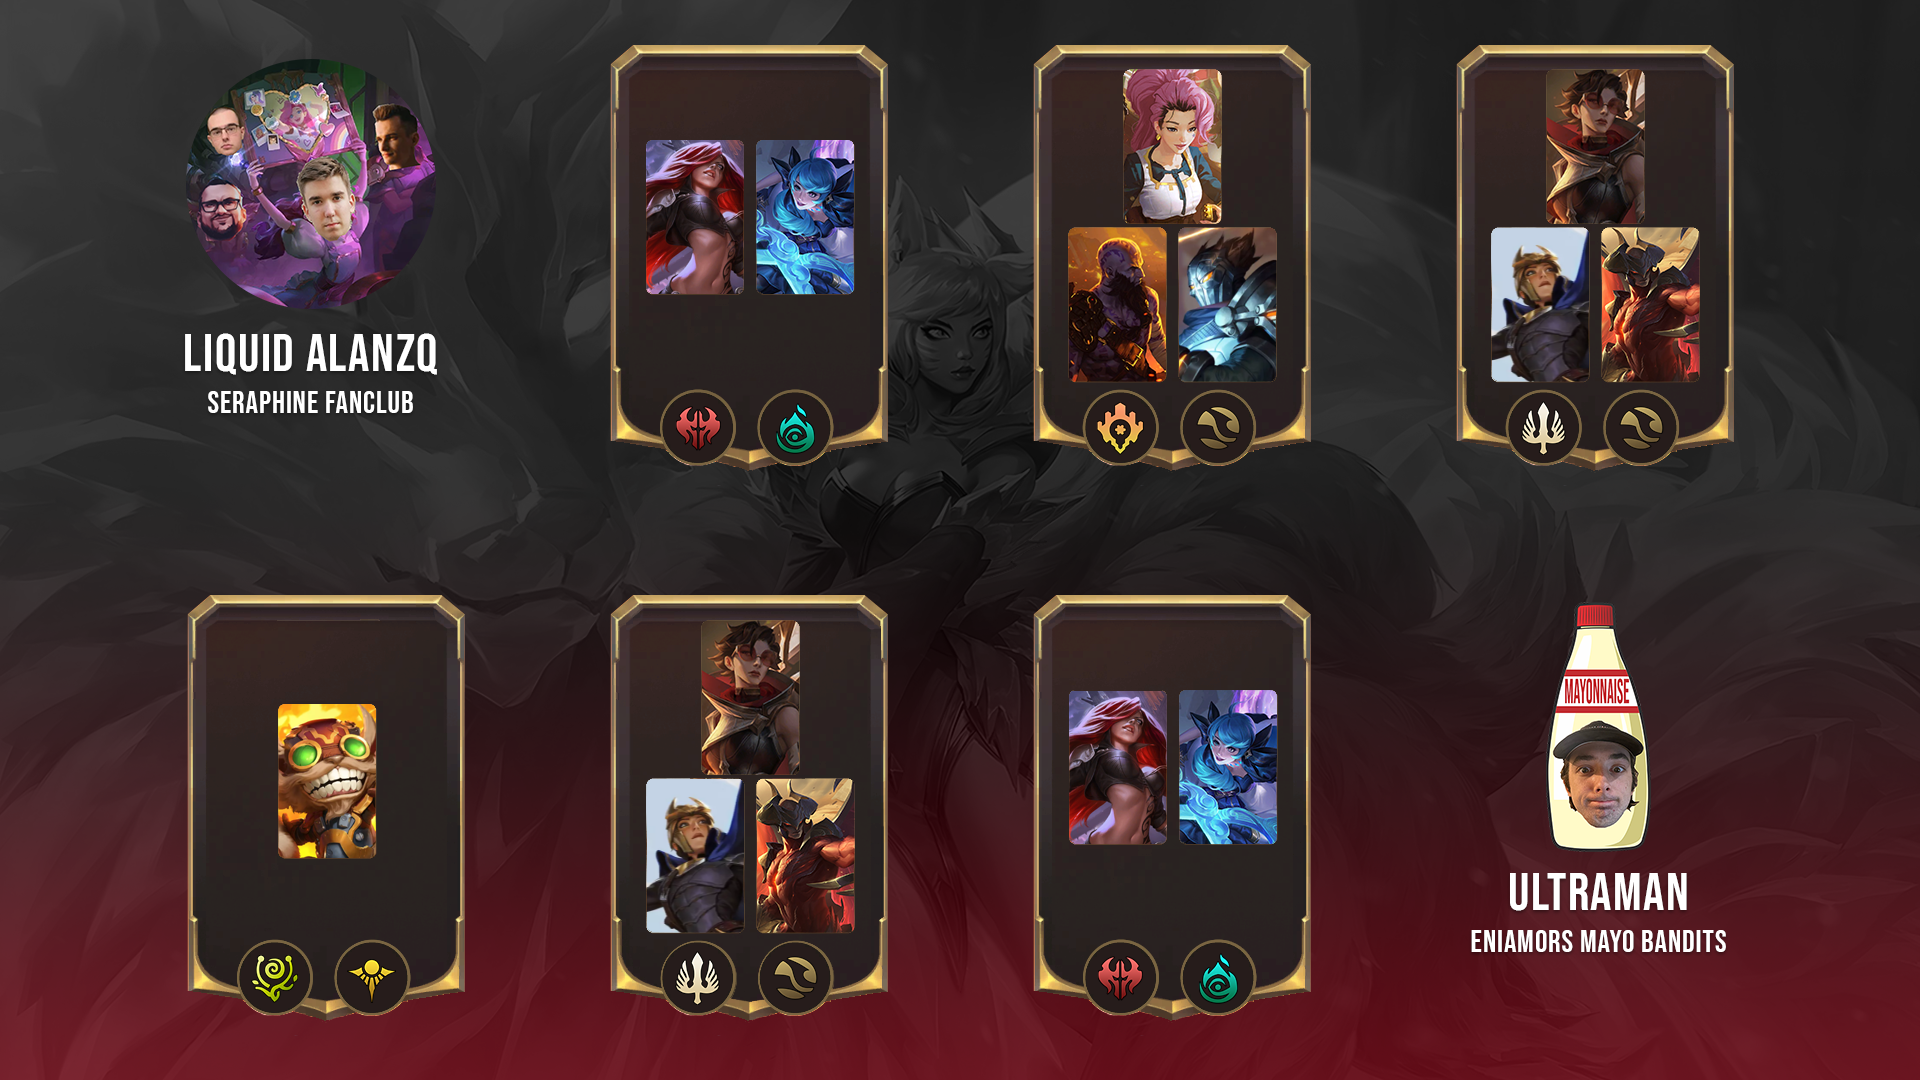 LIQUID ALANZQ
SERAPHINE FANCLUB
MAYONNAISE
ULTRAMAN
ENIAMORS MAYO BANDITS